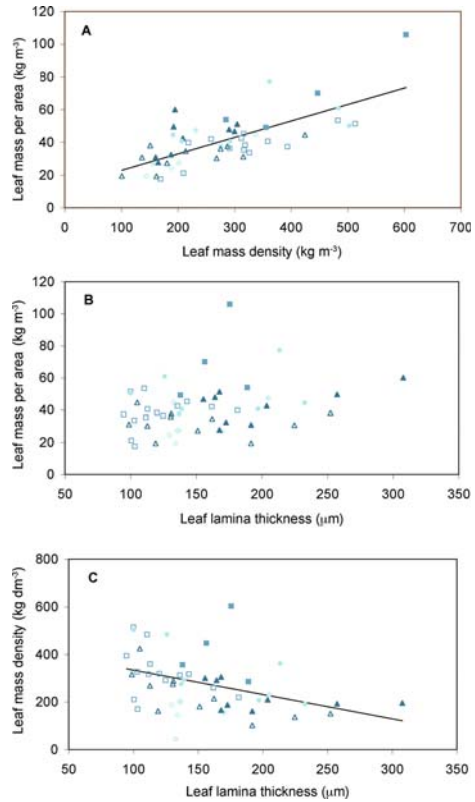 120
100
80
60
40
20
0
A
Leaf mass per area (kg m⁻³)
0 100 200 300 400 500 600 700
Leaf mass density (kg m⁻³)
120
100
80
60
40
20
0
B
Leaf mass per area (kg m⁻³)
50 100 150 200 250 300 350
Leaf lamina thickness (μm)
800
600
400
200
0
C
Leaf mass density (kg dm⁻³)
50 100 150 200 250 300 350
Leaf lamina thickness (μm)